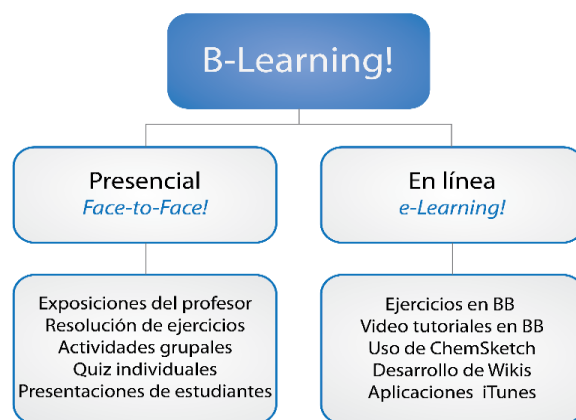 B-Learning!
Presencial
Face-to-Face!
En línea
e-Learning!
Exposiciones del profesor
Resolución de ejercicios
Actividades grupales
Quiz individuales
Presentaciones de estudiantes
Ejercicios en BB
Video tutoriales en BB
Uso de ChemSketch
Desarrollo de Wikis
Aplicaciones iTunes